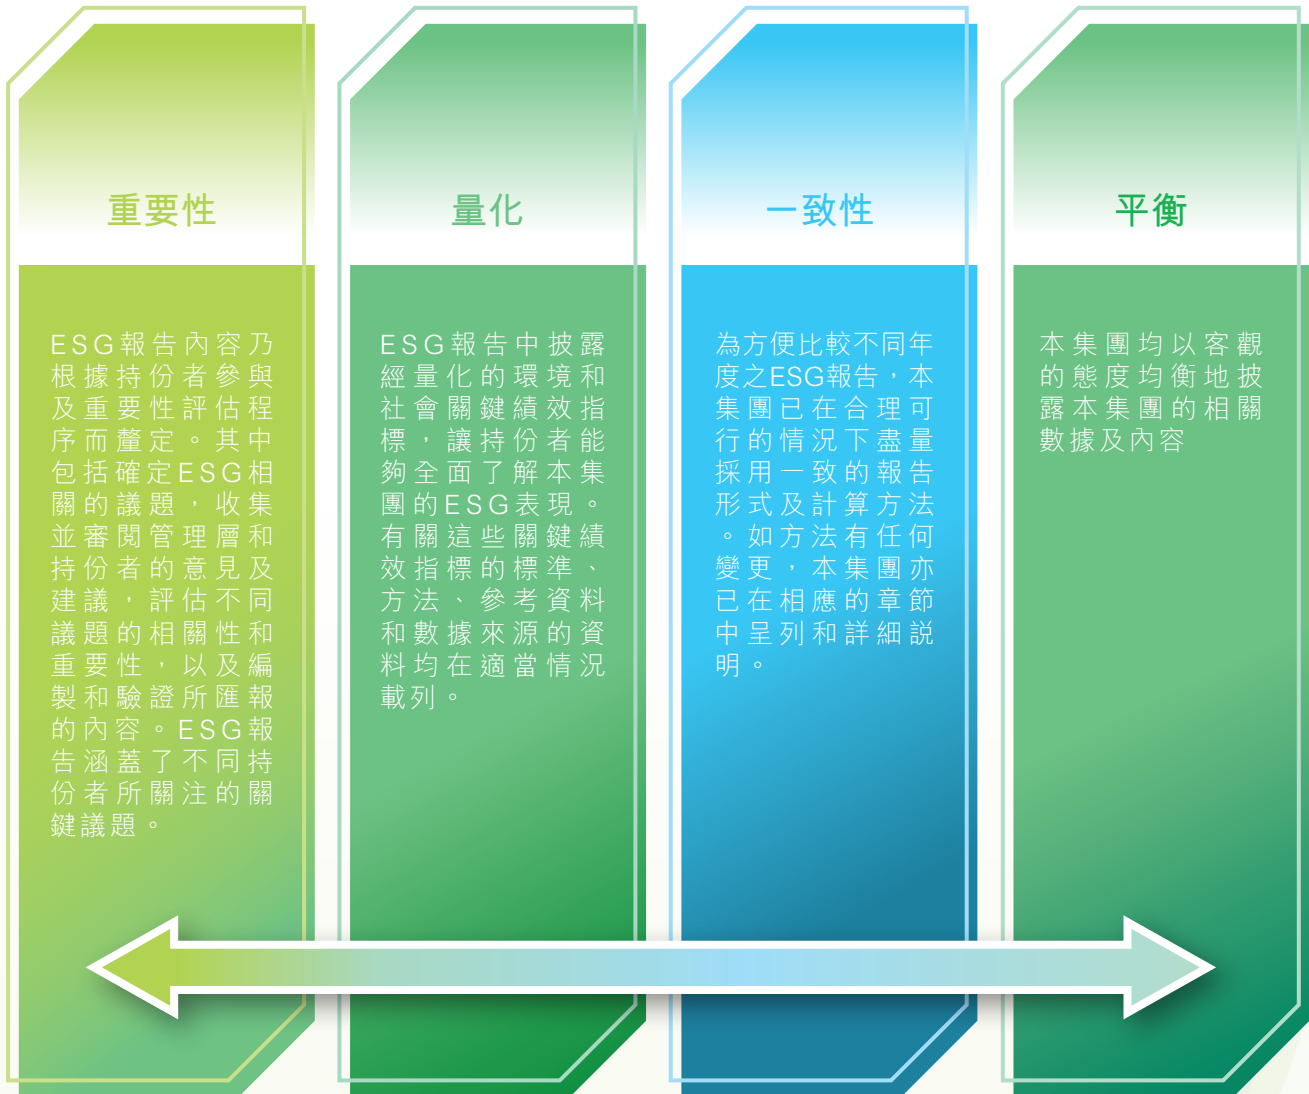 重要性
ESG報告內容乃
根據持份者參與
及重要性評估程
序而釐定。其中
包括確定ESG相
關的議題，收集
並審閱管理層和
持份者的意見及
建議，評估不同
議題的相關性和
重要性，以及編
製和驗證所匯報
的內容。ESG報
告涵蓋了不同持
份者所關注的關
鍵議題。
量化
ESG報告中披露
經量化的環境和
社會關鍵績效指
標，讓持份者能
夠全面了解本集
團的ESG表現。
有關這些關鍵績
效指標的標準、
方法、參考資料
和數據來源的資
料均在適當情況
載列。
一致性
為方便比較不同年
度之ESG報告，本
集團已在合理可
行的情況下盡量
採用一致的報告
形式及計算方法
。如方法有任何
變更，本集團亦
已在相應的章節
中呈列和詳細説
明。
平衡
本集團均以客觀
的態度均衡地披
露本集團的相關
數據及內容